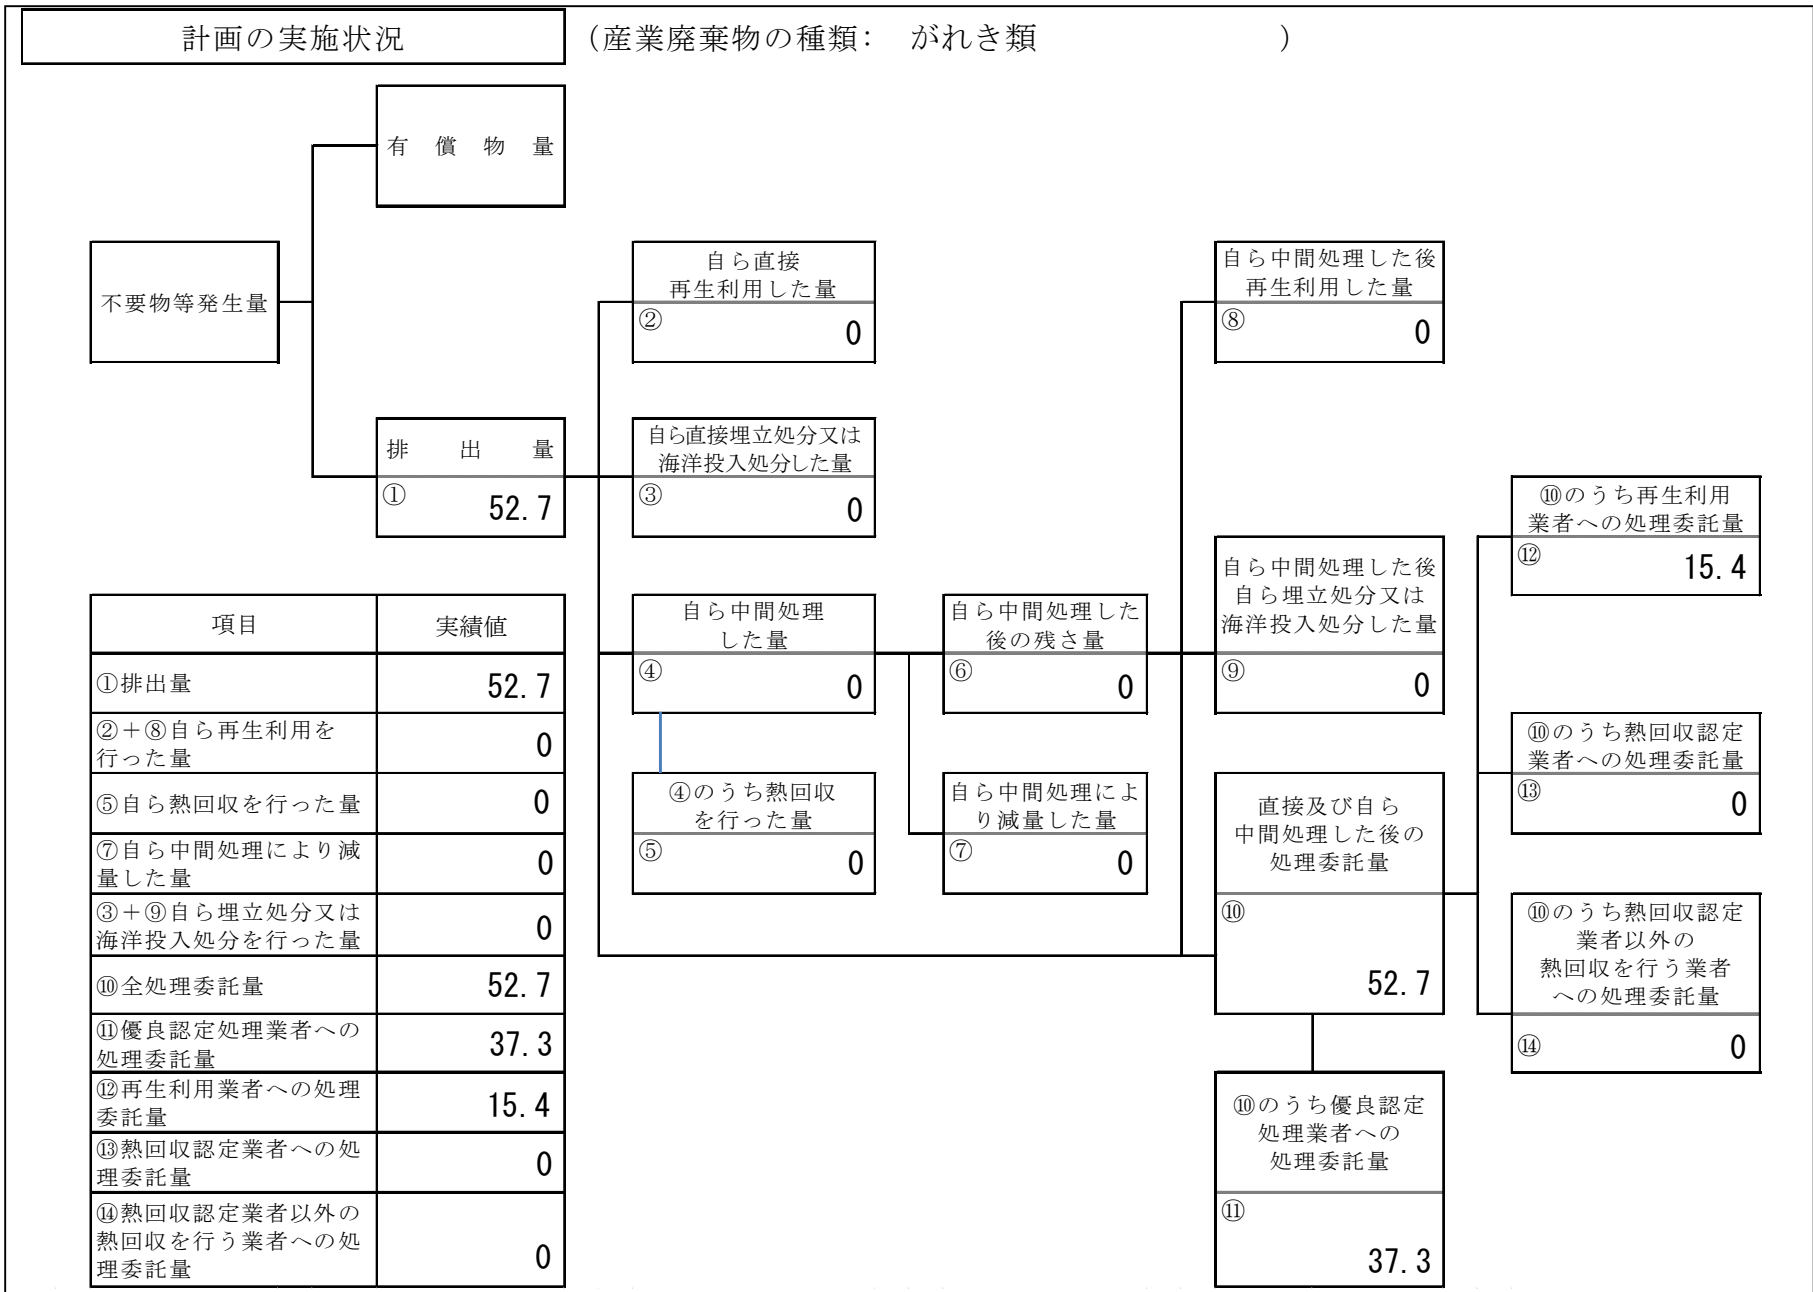 計画の実施状況
（産業廃棄物の種類： がれき類 ）
有 償 物 量
不要物等発生量
自ら直接
再生利用した量
②
0
自ら中間処理した後
再生利用した量
⑧
0
排 出 量
①
52.7
自ら直接埋立処分又は
海洋投入処分した量
③
0
⑩のうち再生利用
業者への処理委託量
⑫
15.4
自ら中間処理した後
自ら埋立処分又は
海洋投入処分した量
⑨
0
自ら中間処理
した量
④
0
自ら中間処理した
後の残さ量
⑥
0
⑩のうち熱回収認定
業者への処理委託量
⑬
0
④のうち熱回収
を行った量
⑤
0
自ら中間処理によ
り減量した量
⑦
0
直接及び自ら
中間処理した後の
処理委託量
⑩
52.7
⑩のうち熱回収認定
業者以外の
熱回収を行う業者
への処理委託量
⑭
0
⑩のうち優良認定
処理業者への
処理委託量
⑪
37.3
項目 実績値
①排出量 52.7
②＋⑧自ら再生利用を
行った量 0
⑤自ら熱回収を行った量 0
⑦自ら中間処理により減
量した量 0
③＋⑨自ら埋立処分又は
海洋投入処分を行った量 0
⑩全処理委託量 52.7
⑪優良認定処理業者への
処理委託量 37.3
⑫再生利用業者への処理
委託量 15.4
⑬熱回収認定業者への処
理委託量 0
⑭熱回収認定業者以外の
熱回収を行う業者への処
理委託量 0